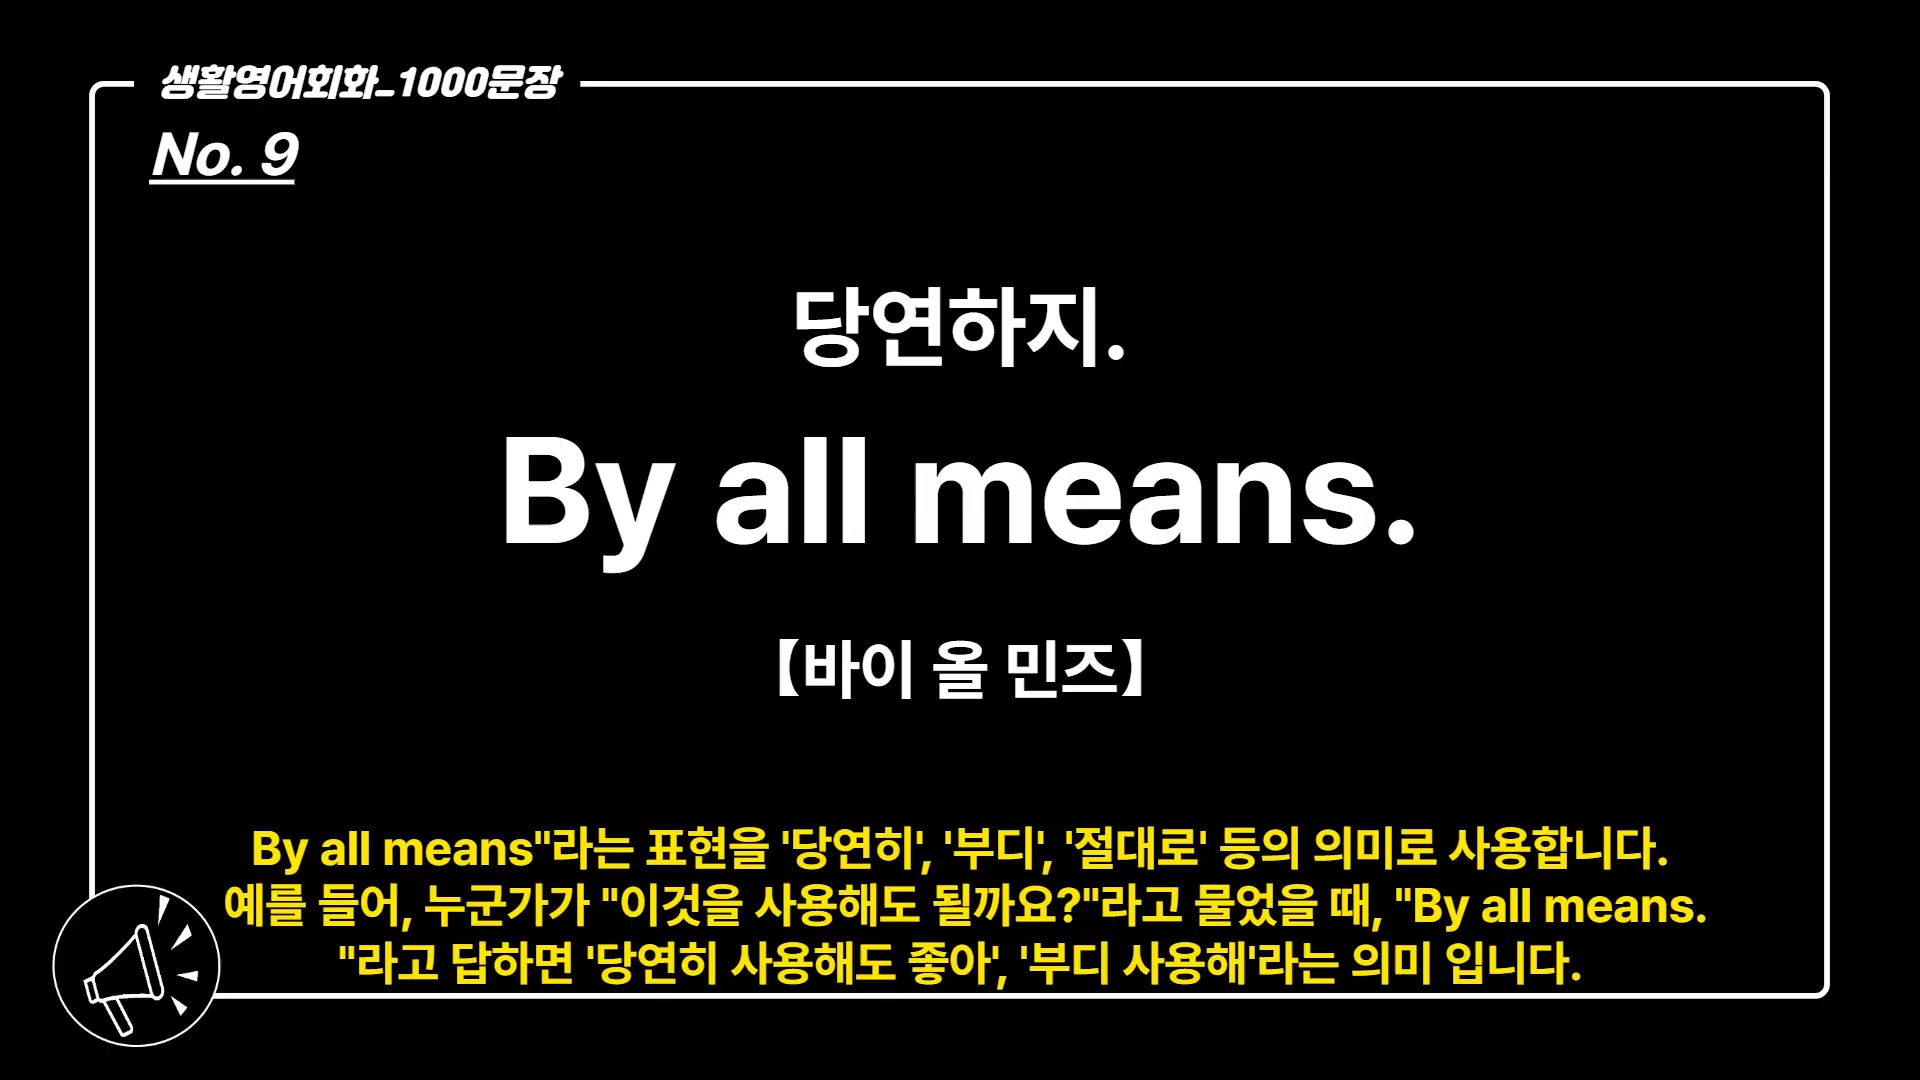 생활영어회화_1000문장
No. 9
당연하지.
By all means.
【바이 올 민즈】
By all means"라는 표현을 '당연히', '부디', '절대로' 등의 의미로 사용합니다.
예를 들어, 누군가가 "이것을 사용해도 될까요?"라고 물었을 때, "By all means.
"라고 답하면 '당연히 사용해도 좋아', '부디 사용해'라는 의미 입니다.